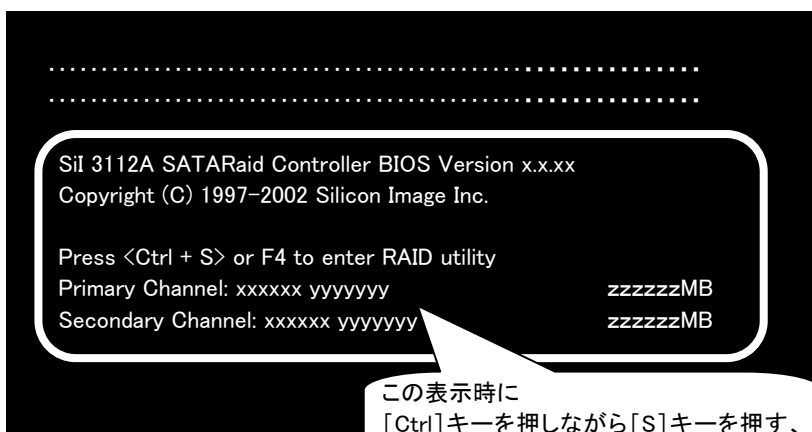 SiI 3112A SATARaid Controller BIOS Version x.x.xx
Copyright (C) 1997-2002 Silicon Image Inc.
Press <Ctrl + S> or F4 to enter RAID utility
Primary Channel: xxxxxx yyyyyyy zzzzzzMB
Secondary Channel: xxxxxx yyyyyyy zzzzzzMB
この表示時に
[Ctrl]キーを押しながら[S]キーを押す、